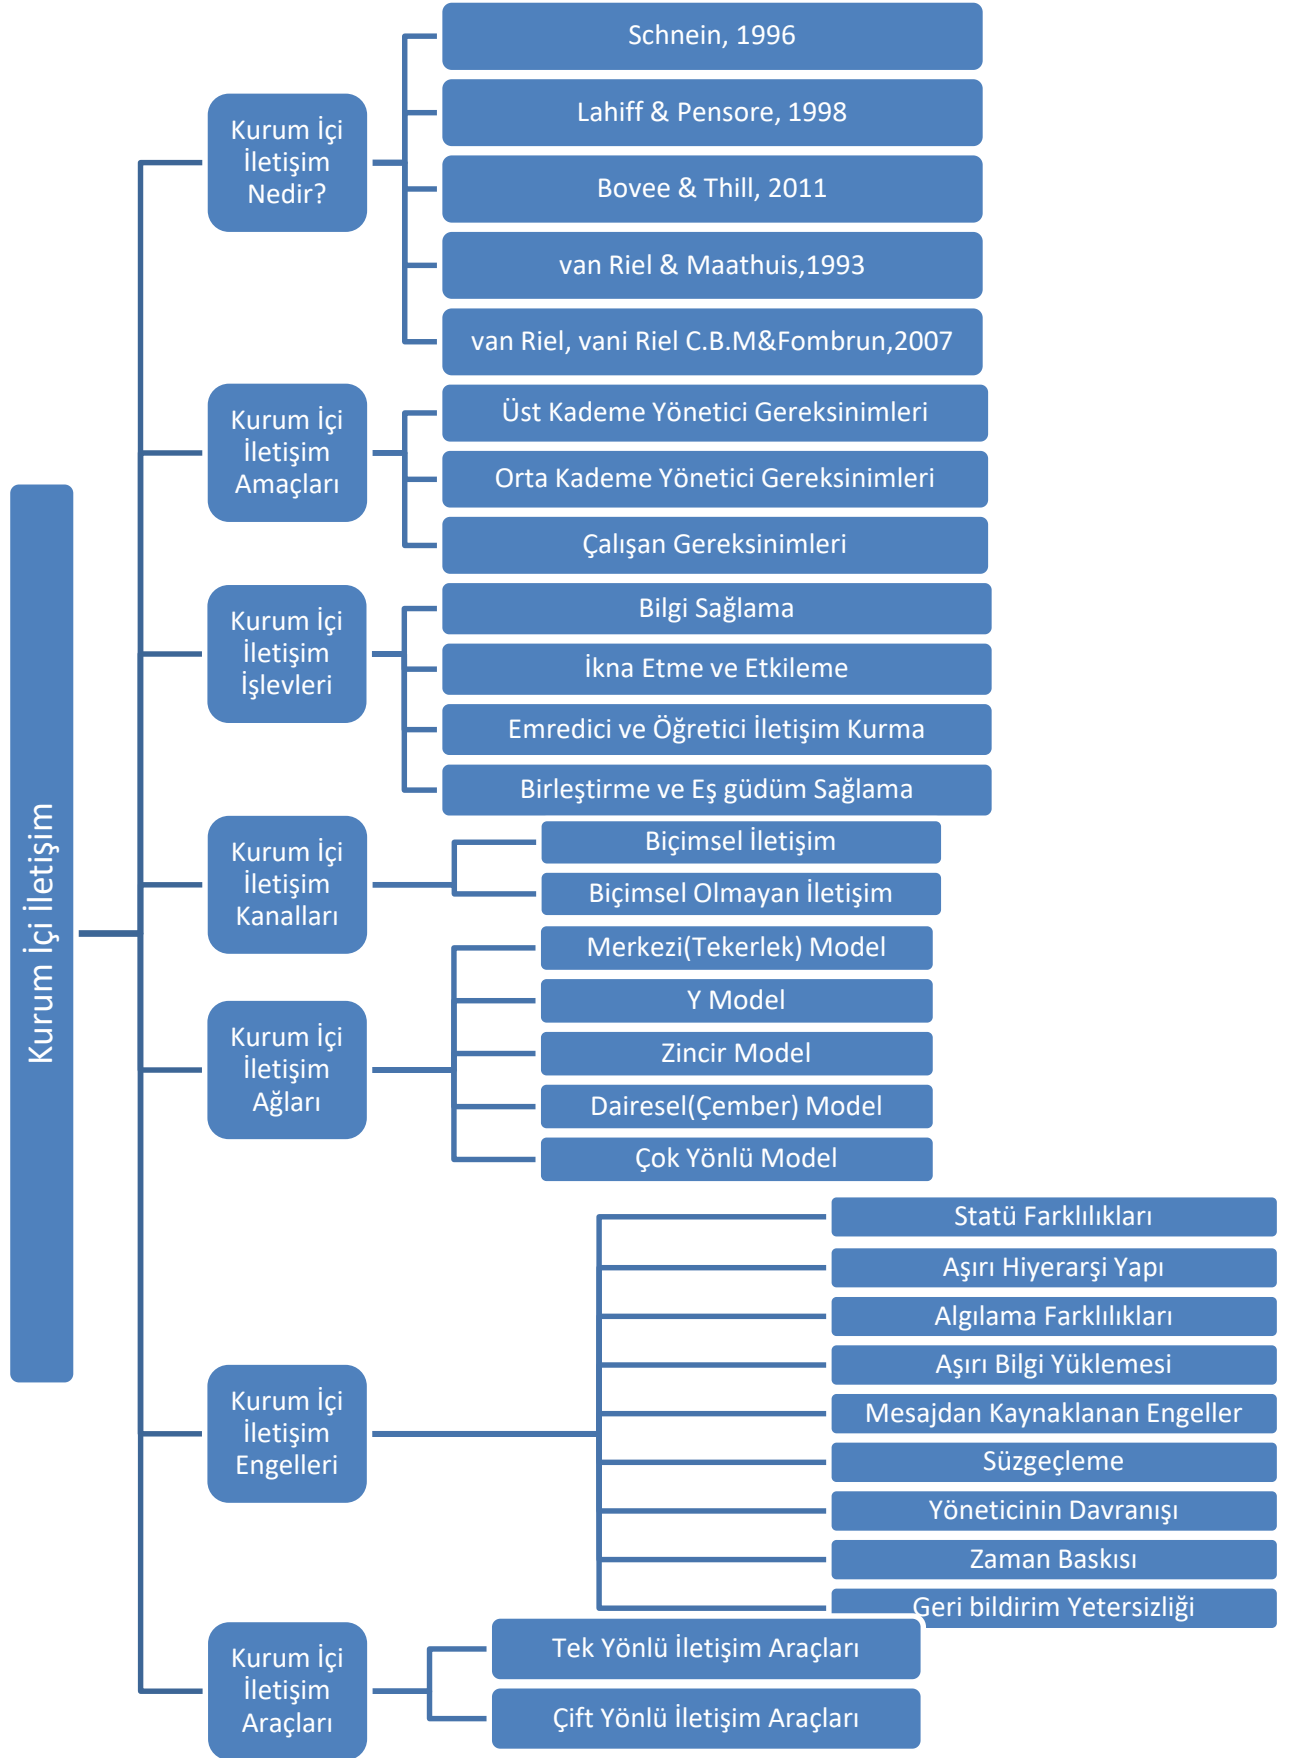 Kurum İçi İletişim
Kurum İçi
İletişim
Nedir?
Schnein, 1996
Lahiff & Pensore, 1998
Bovee & Thill, 2011
van Riel & Maathuis,1993
van Riel, vani Riel C.B.M&Fombrun,2007
Kurum İçi
İletişim
Amaçları
Üst Kademe Yönetici Gereksinimleri
Orta Kademe Yönetici Gereksinimleri
Çalışan Gereksinimleri
Kurum İçi
İletişim
İşlevleri
Bilgi Sağlama
İkna Etme ve Etkileme
Emredici ve Öğretici İletişim Kurma
Birleştirme ve Eş güdüm Sağlama
Kurum İçi
İletişim
Kanalları
Biçimsel İletişim
Biçimsel Olmayan İletişim
Kurum İçi
İletişim
Ağları
Merkezi(Tekerlek) Model
Y Model
Zincir Model
Dairesel(Çember) Model
Çok Yönlü Model
Kurum İçi
İletişim
Engelleri
Statü Farklılıkları
Aşırı Hiyerarşi Yapı
Algılama Farklılıkları
Aşırı Bilgi Yüklemesi
Mesajdan Kaynaklanan Engeller
Süzgeçleme
Yöneticinin Davranışı
Zaman Baskısı
Geri bildirim Yetersizliği
Kurum İçi
İletişim
Araçları
Tek Yönlü İletişim Araçları
Çift Yönlü İletişim Araçları